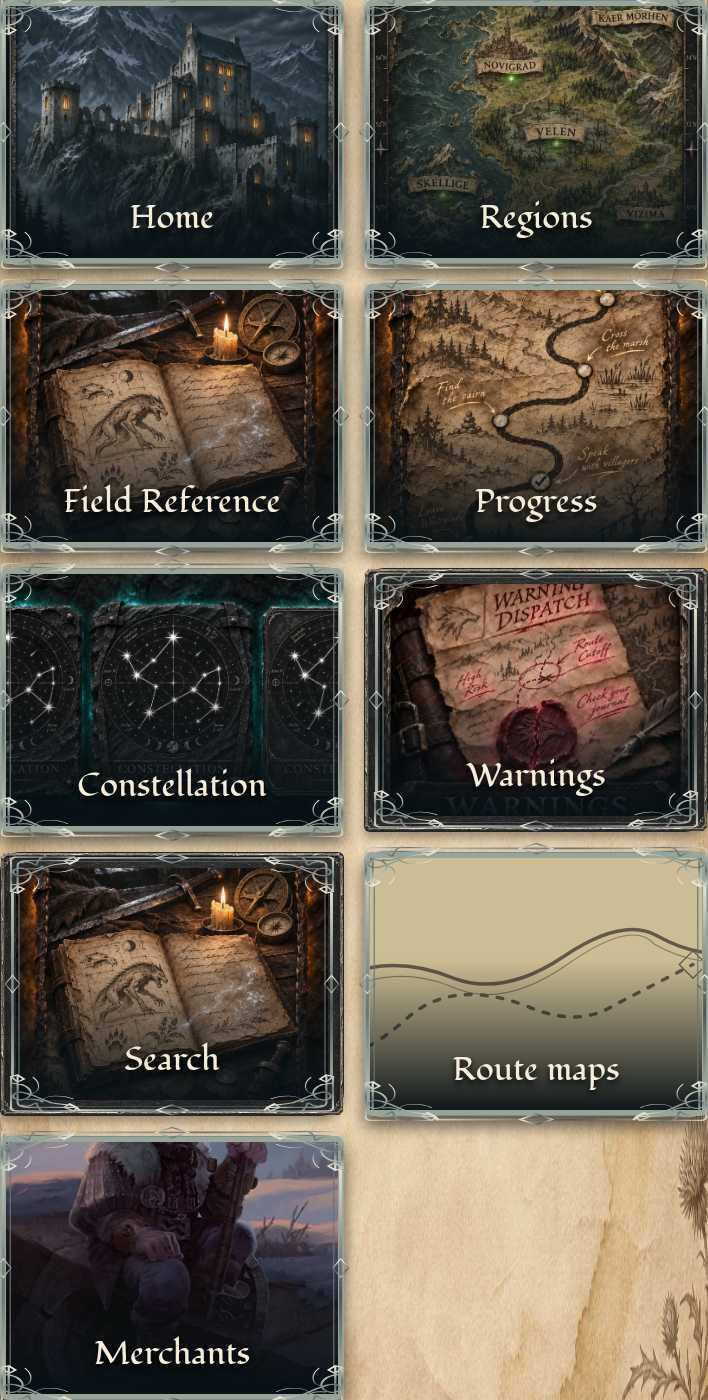 Home
KAER MORHEN
NOVIGRAD
VELEN
SKELLIGE
VIZIMA
Regions
Field Reference
Cross
the marsh
Find
the cairn
Speak
with villagers
Progress
Constellation
WARNING
DISPATCH
Route
Cutoff
High
Risk
Check your
journal
Warnings
WARNINGS
Search
Route maps
Merchants